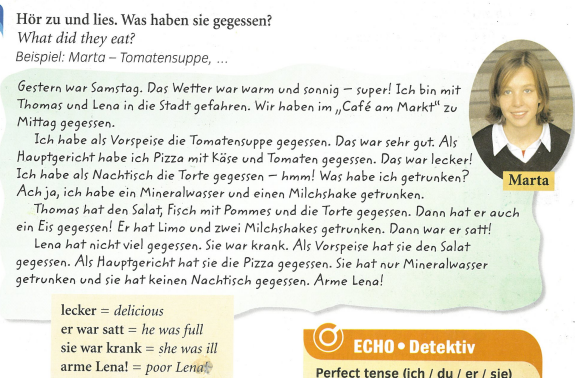 Hör zu und lies. Was haben sie gegessen?
What did they eat?
Beispiel: Marta – Tomatensuppe, ...
Gestern war Samstag. Das Wetter war warm und sonnig – super! Ich bin mit
Thomas und Lena in die Stadt gefahren. Wir haben im „Café am Markt" zu
Mittag gegessen.
Ich habe als Vorspeise die Tomatensuppe gegessen. Das war sehr gut. Als
Hauptgericht habe ich Pizza mit Käse und Tomaten gegessen. Das war lecker!
Ich habe als Nachtisch die Torte gegessen – hmm! Was habe ich getrunken?
Ach ja, ich habe ein Mineralwasser und einen Milchshake getrunken.
Thomas hat den Salat, Fisch mit Pommes und die Torte gegessen. Dann hat er auch
ein Eis gegessen! Er hat Limo und zwei Milchshakes getrunken. Dann war er satt!
Lena hat nicht viel gegessen. Sie war krank. Als Vorspeise hat sie den Salat
gegessen. Als Hauptgericht hat sie die Pizza gegessen. Sie hat nur Mineralwasser
getrunken und sie hat keinen Nachtisch gegessen. Arme Lena!
Marta
lecker = delicious
er war satt = he was full
sie war krank = she was ill
arme Lena! = poor Lena!
ECHO • Detektiv
Perfect tense (ich / du / er / sie)